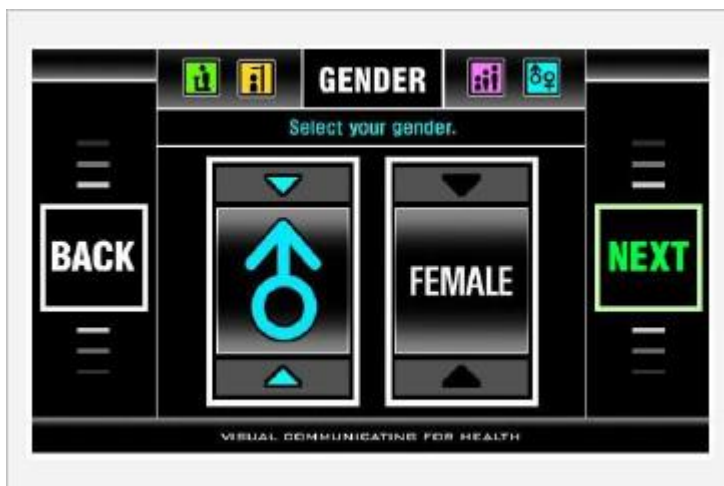 GENDER
Select your gender.
BACK
FEMALE
NEXT
VISUAL COMMUNICATING FOR HEALTH